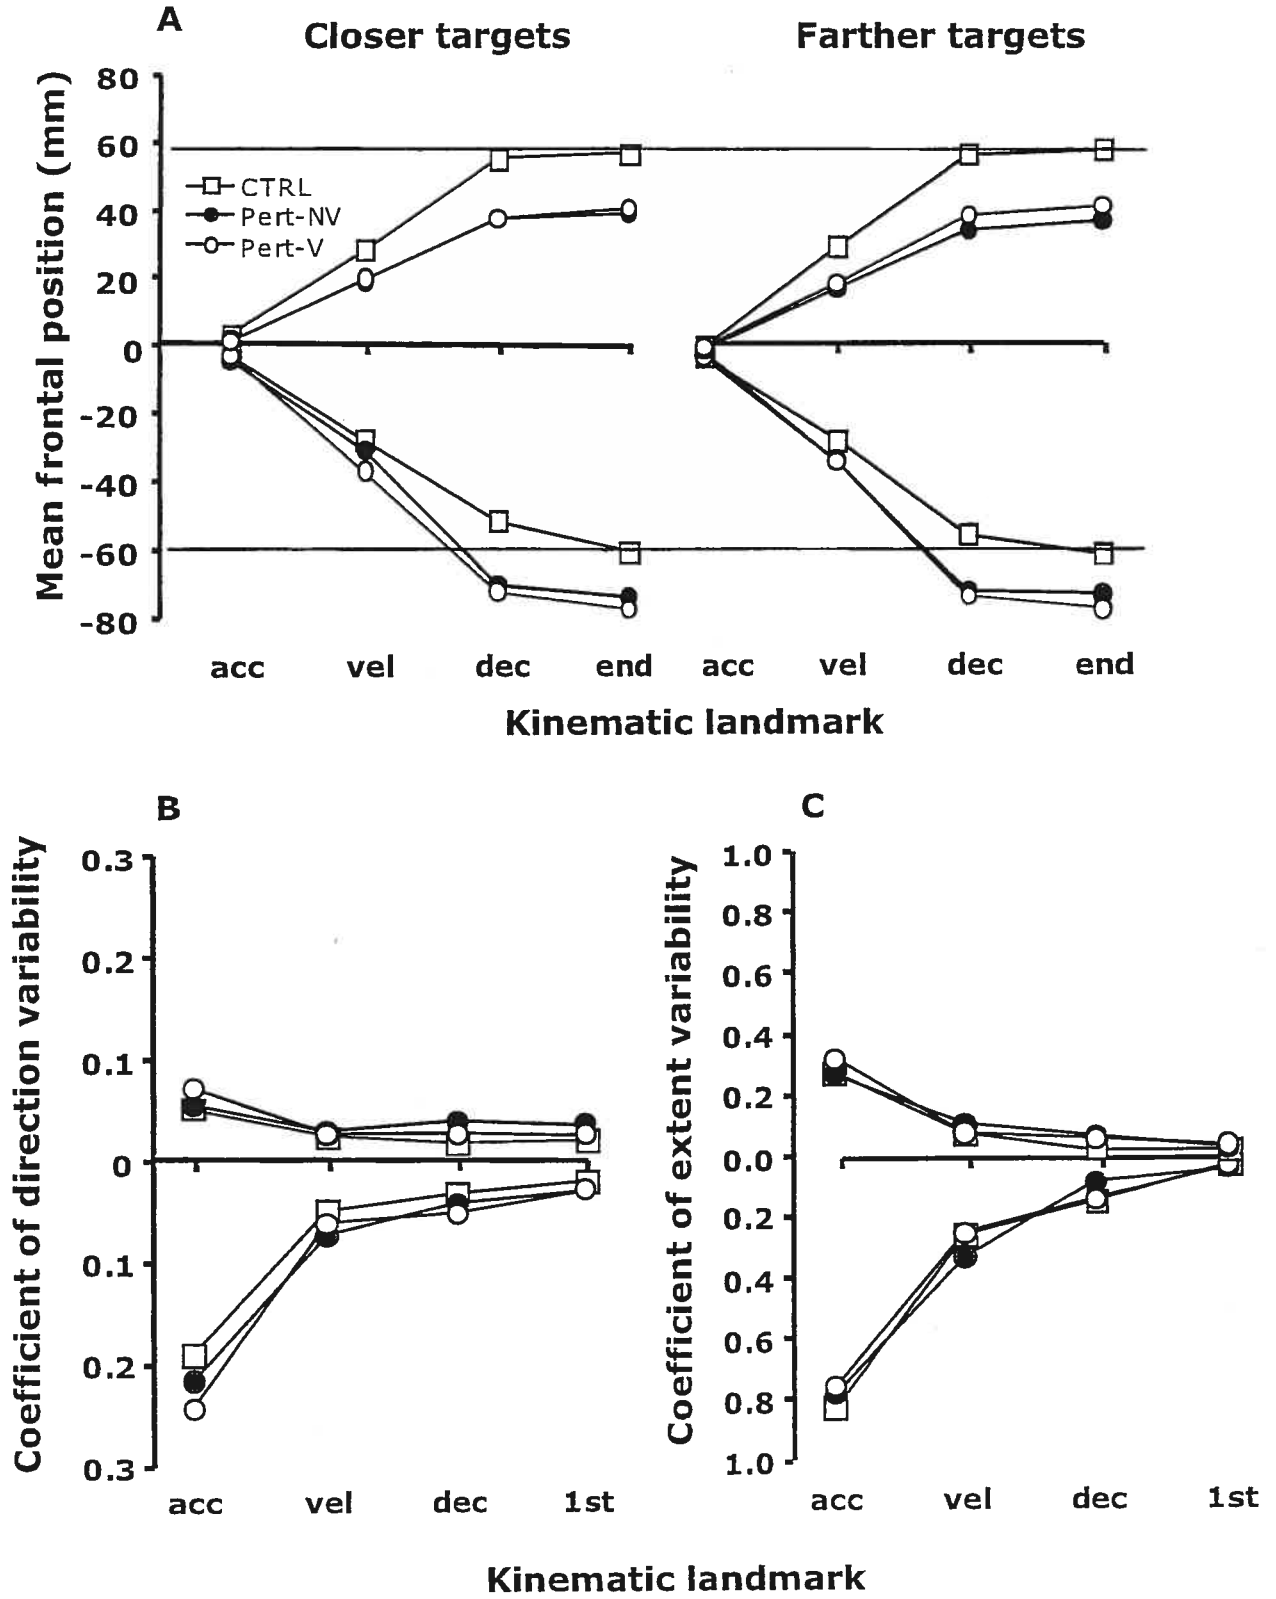 A
Closer targets
Farther targets
Mean frontal position (mm)
80
60
40
20
0
-20
-40
-60
-80
CTRL
Pert-NV
Pert-V
acc vel dec end acc vel dec end
Kinematic landmark
B
Coefficient of direction variability
0.3
0.2
0.1
0
0.1
0.2
0.3
acc vel dec 1st
C
Coefficient of extent variability
1.0
0.8
0.6
0.4
0.2
0.0
0.2
0.4
0.6
0.8
1.0
acc vel dec 1st
Kinematic landmark